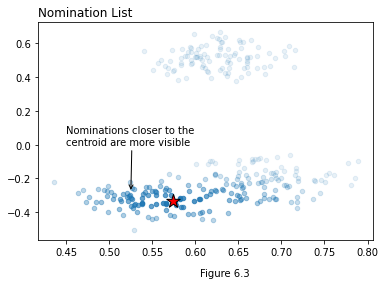 Nomination List
0.6
0.4
0.2
0.0
−0.2
−0.4
Nominations closer to the
centroid are more visible
0.45 0.50 0.55 0.60 0.65 0.70 0.75 0.80
Figure 6.3